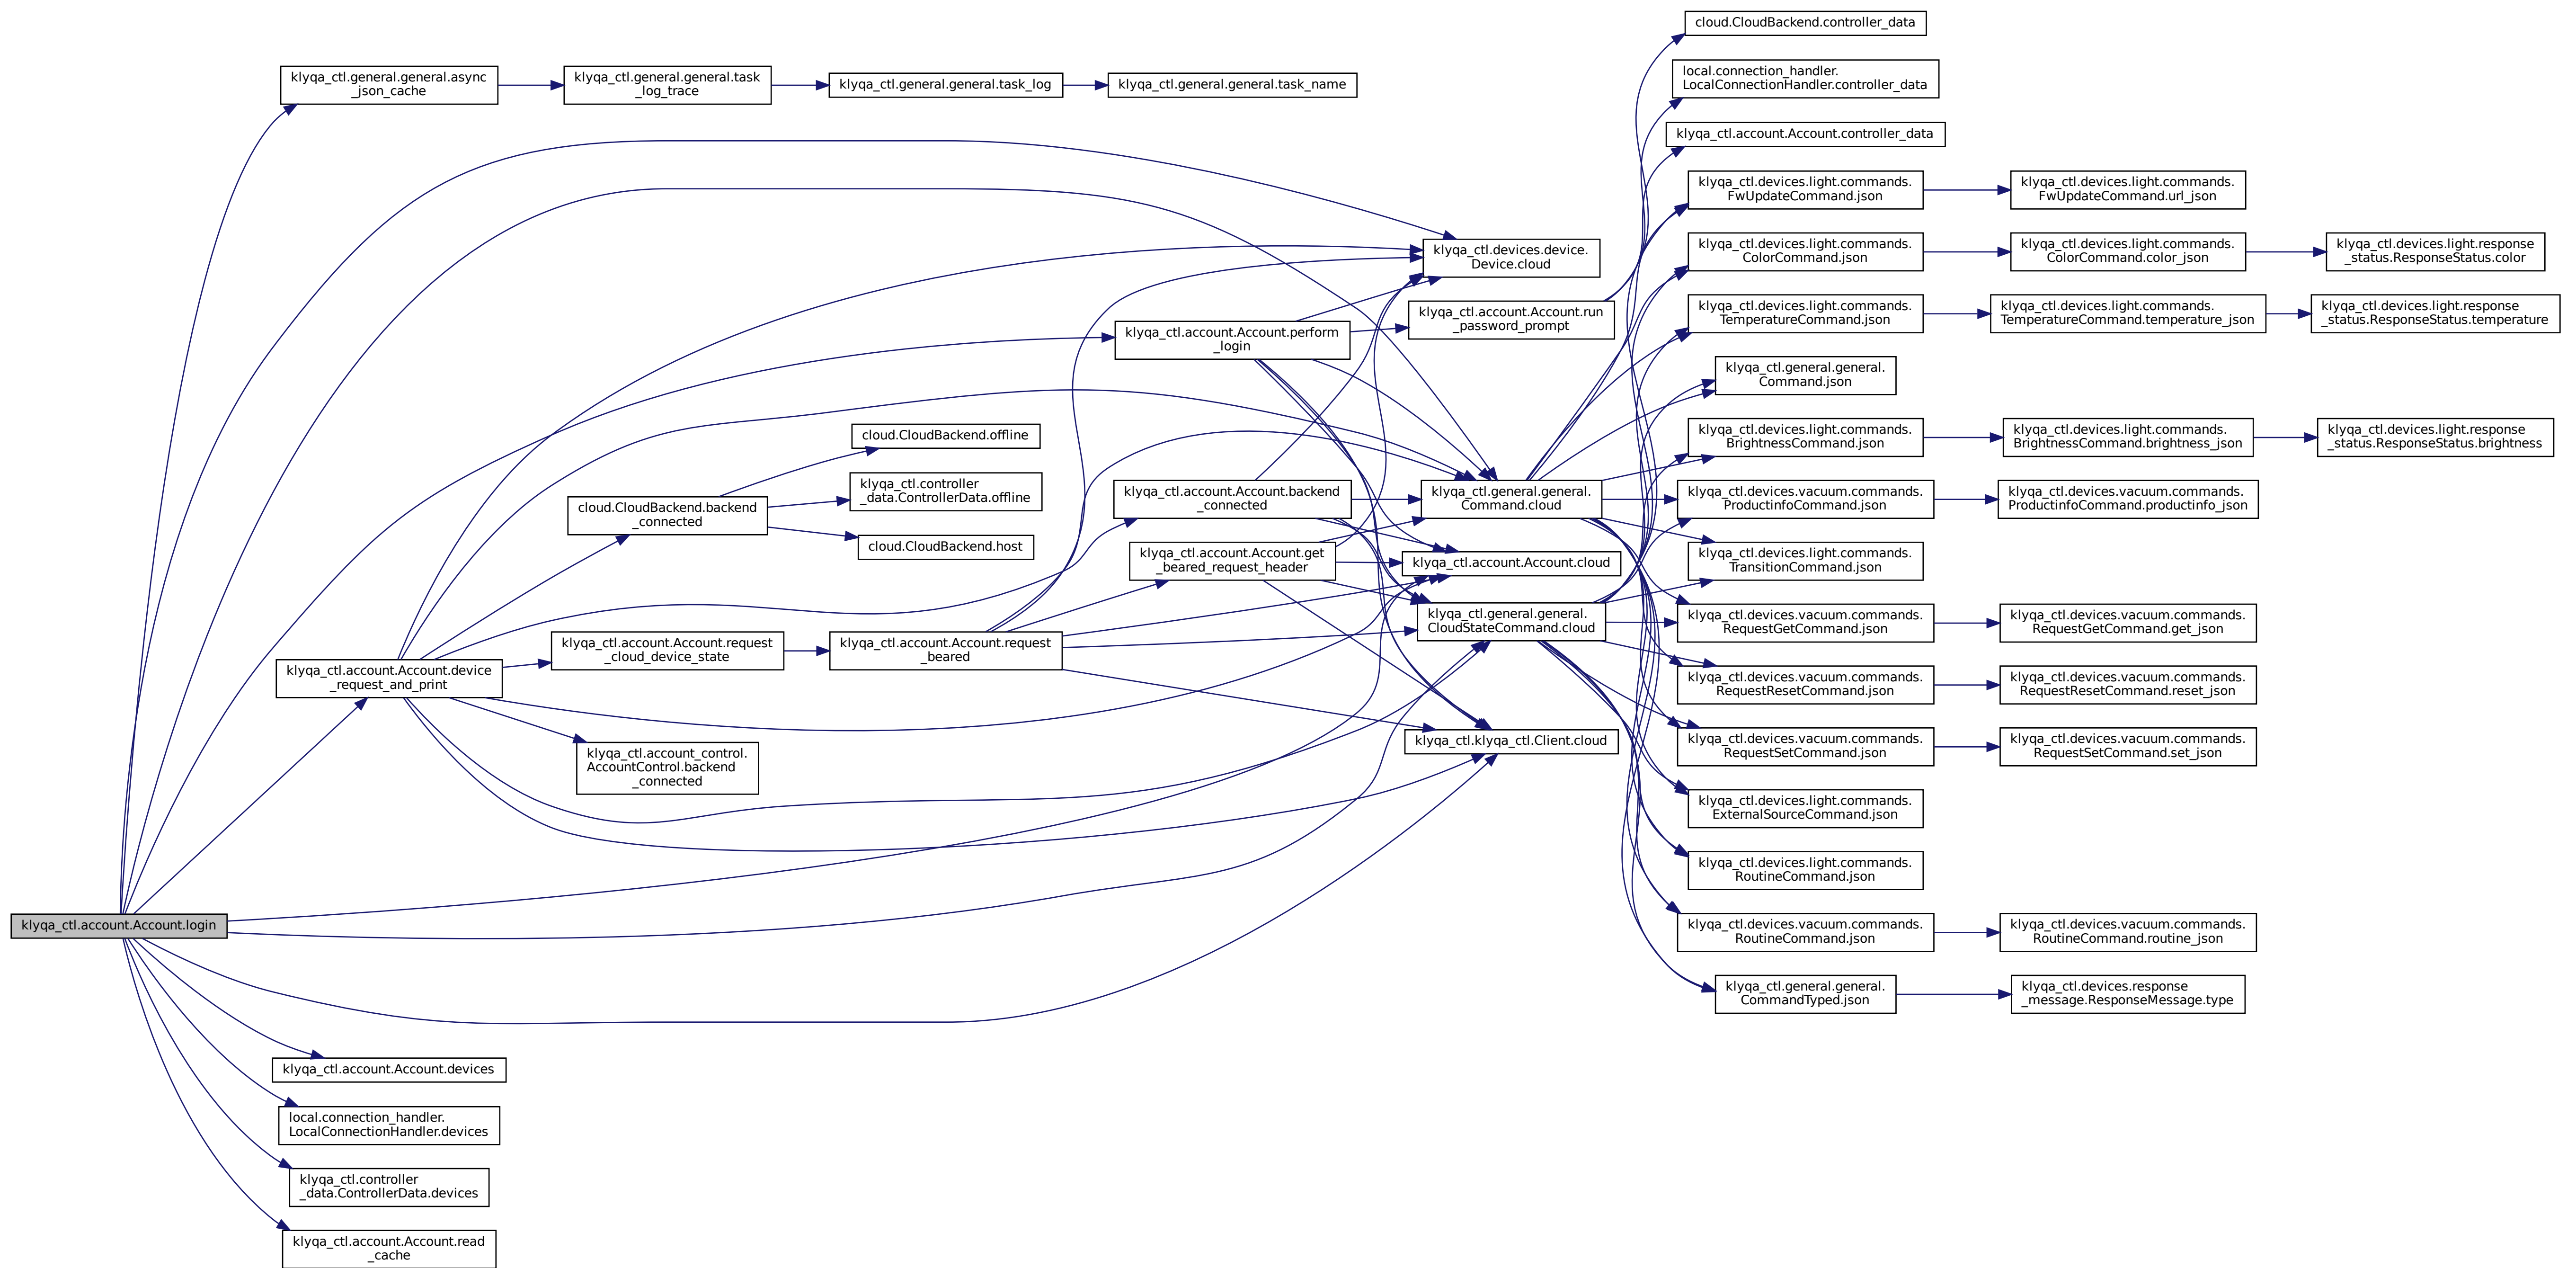 klyqa_ctl.account.Account.login
klyqa_ctl.general.general.async
_json_cache
klyqa_ctl.general.general.task
_log_trace
klyqa_ctl.general.general.task_log
klyqa_ctl.general.general.task_name
klyqa_ctl.account.Account.device
_request_and_print
cloud.CloudBackend.backend
_connected
cloud.CloudBackend.offline
klyqa_ctl.controller
_data.ControllerData.offline
cloud.CloudBackend.host
klyqa_ctl.account.Account.request
_cloud_device_state
klyqa_ctl.account.Account.request
_beared
klyqa_ctl.account_control.
AccountControl.backend
_connected
klyqa_ctl.account.Account.devices
local.connection_handler.
LocalConnectionHandler.devices
klyqa_ctl.controller
_data.ControllerData.devices
klyqa_ctl.account.Account.read
_cache
klyqa_ctl.account.Account.perform
_login
klyqa_ctl.account.Account.backend
_connected
klyqa_ctl.account.Account.get
_beared_request_header
klyqa_ctl.devices.device.
Device.cloud
klyqa_ctl.account.Account.run
_password_prompt
klyqa_ctl.general.general.
Command.cloud
klyqa_ctl.account.Account.cloud
klyqa_ctl.general.general.
CloudStateCommand.cloud
klyqa_ctl.klyqa_ctl.Client.cloud
cloud.CloudBackend.controller_data
local.connection_handler.
LocalConnectionHandler.controller_data
klyqa_ctl.account.Account.controller_data
klyqa_ctl.devices.light.commands.
FwUpdateCommand.json
klyqa_ctl.devices.light.commands.
FwUpdateCommand.url_json
klyqa_ctl.devices.light.commands.
ColorCommand.json
klyqa_ctl.devices.light.commands.
ColorCommand.color_json
klyqa_ctl.devices.light.response
_status.ResponseStatus.color
klyqa_ctl.devices.light.commands.
TemperatureCommand.json
klyqa_ctl.devices.light.commands.
TemperatureCommand.temperature_json
klyqa_ctl.devices.light.response
_status.ResponseStatus.temperature
klyqa_ctl.general.general.
Command.json
klyqa_ctl.devices.light.commands.
BrightnessCommand.json
klyqa_ctl.devices.light.commands.
BrightnessCommand.brightness_json
klyqa_ctl.devices.light.response
_status.ResponseStatus.brightness
klyqa_ctl.devices.vacuum.commands.
ProductinfoCommand.json
klyqa_ctl.devices.vacuum.commands.
ProductinfoCommand.productinfo_json
klyqa_ctl.devices.light.commands.
TransitionCommand.json
klyqa_ctl.devices.vacuum.commands.
RequestGetCommand.json
klyqa_ctl.devices.vacuum.commands.
RequestGetCommand.get_json
klyqa_ctl.devices.vacuum.commands.
RequestResetCommand.json
klyqa_ctl.devices.vacuum.commands.
RequestResetCommand.reset_json
klyqa_ctl.devices.vacuum.commands.
RequestSetCommand.json
klyqa_ctl.devices.vacuum.commands.
RequestSetCommand.set_json
klyqa_ctl.devices.light.commands.
ExternalSourceCommand.json
klyqa_ctl.devices.light.commands.
RoutineCommand.json
klyqa_ctl.devices.vacuum.commands.
RoutineCommand.json
klyqa_ctl.devices.vacuum.commands.
RoutineCommand.routine_json
klyqa_ctl.general.general.
CommandTyped.json
klyqa_ctl.devices.response
_message.ResponseMessage.type